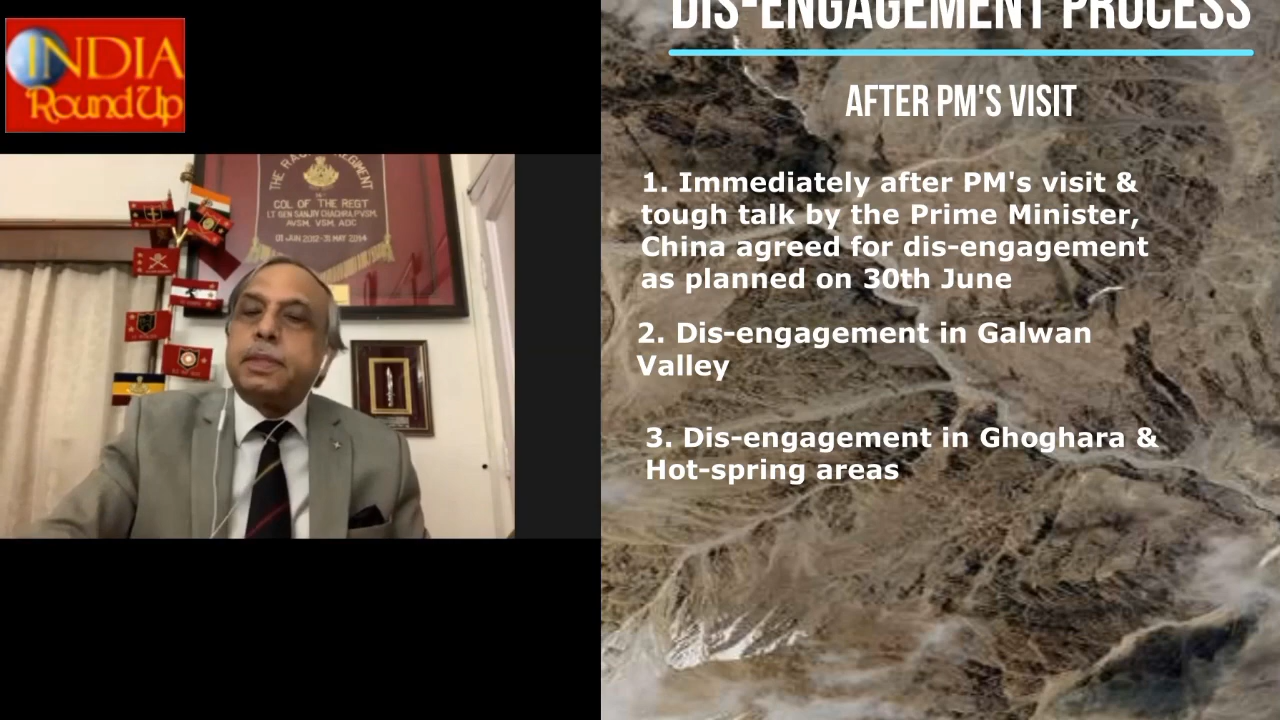 INDIA
Round Up
THE RAJ REGIMENT
COL OF THE REGT
LT GEN SANJIV CHACHRA, PVSM,
AVSM, VSM, ADC
01 JUN 2012-31 MAY 2014
DIS-ENGAGEMENT PROCESS
AFTER PM'S VISIT
1. Immediately after PM's visit &
tough talk by the Prime Minister,
China agreed for dis-engagement
as planned on 30th June
2. Dis-engagement in Galwan
Valley
3. Dis-engagement in Ghoghara &
Hot-spring areas